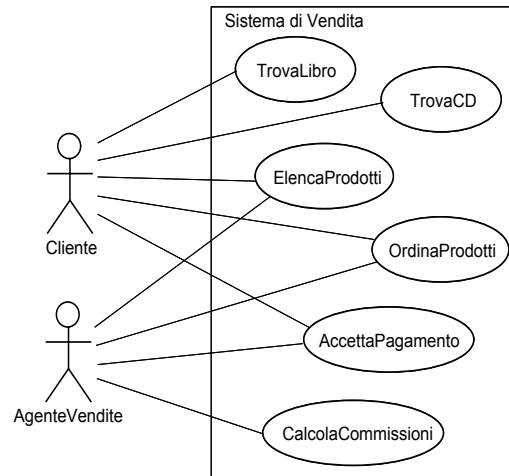 Sistema di Vendita
TrovaLibro
TrovaCD
ElencaProdotti
Cliente
OrdinaProdotti
AccettaPagamento
AgenteVendite
CalcolaCommissioni